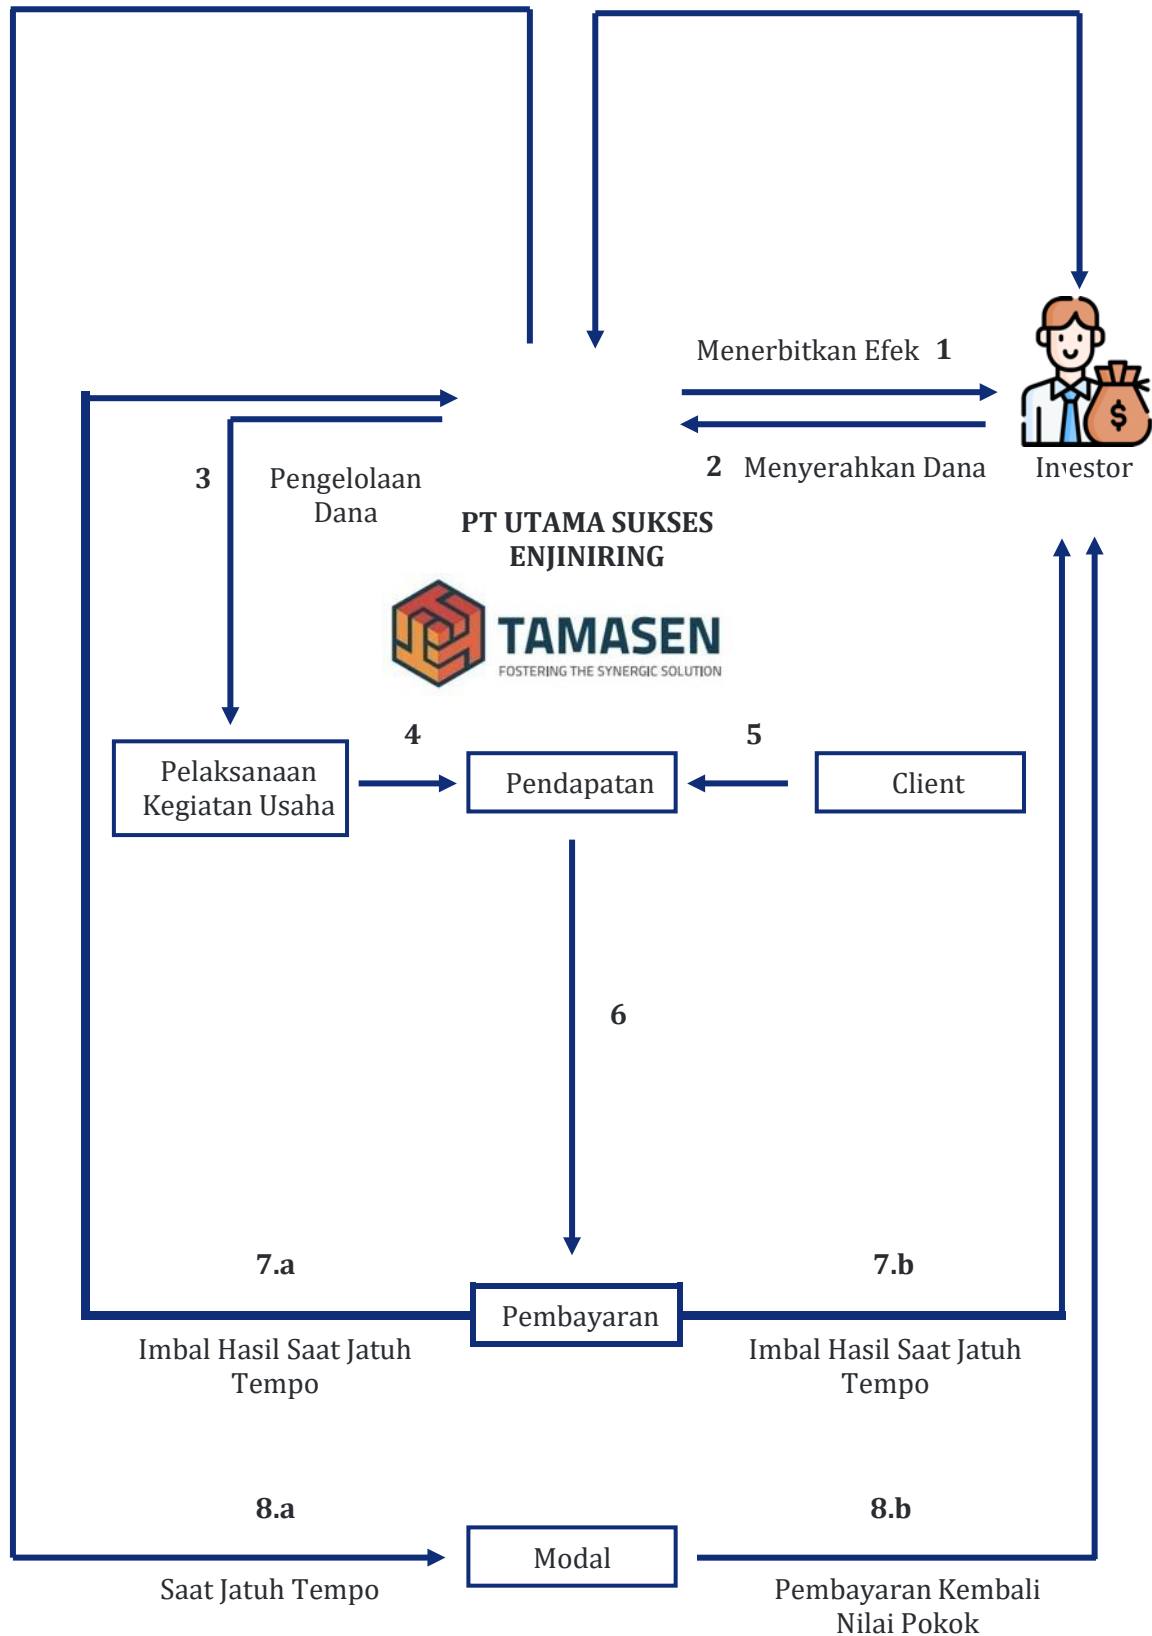 Menerbitkan Efek 1
2 Menyerahkan Dana
Investor
3
Pengelolaan
Dana
PT UTAMA SUKSES
ENJINIRING
TAMASEN
FOSTERING THE SYNERGIC SOLUTION
4
5
Pelaksanaan
Kegiatan Usaha
Pendapatan
Client
6
7.a
7.b
Pembayaran
Imbal Hasil Saat Jatuh
Tempo
Imbal Hasil Saat Jatuh
Tempo
8.a
8.b
Modal
Saat Jatuh Tempo
Pembayaran Kembali
Nilai Pokok